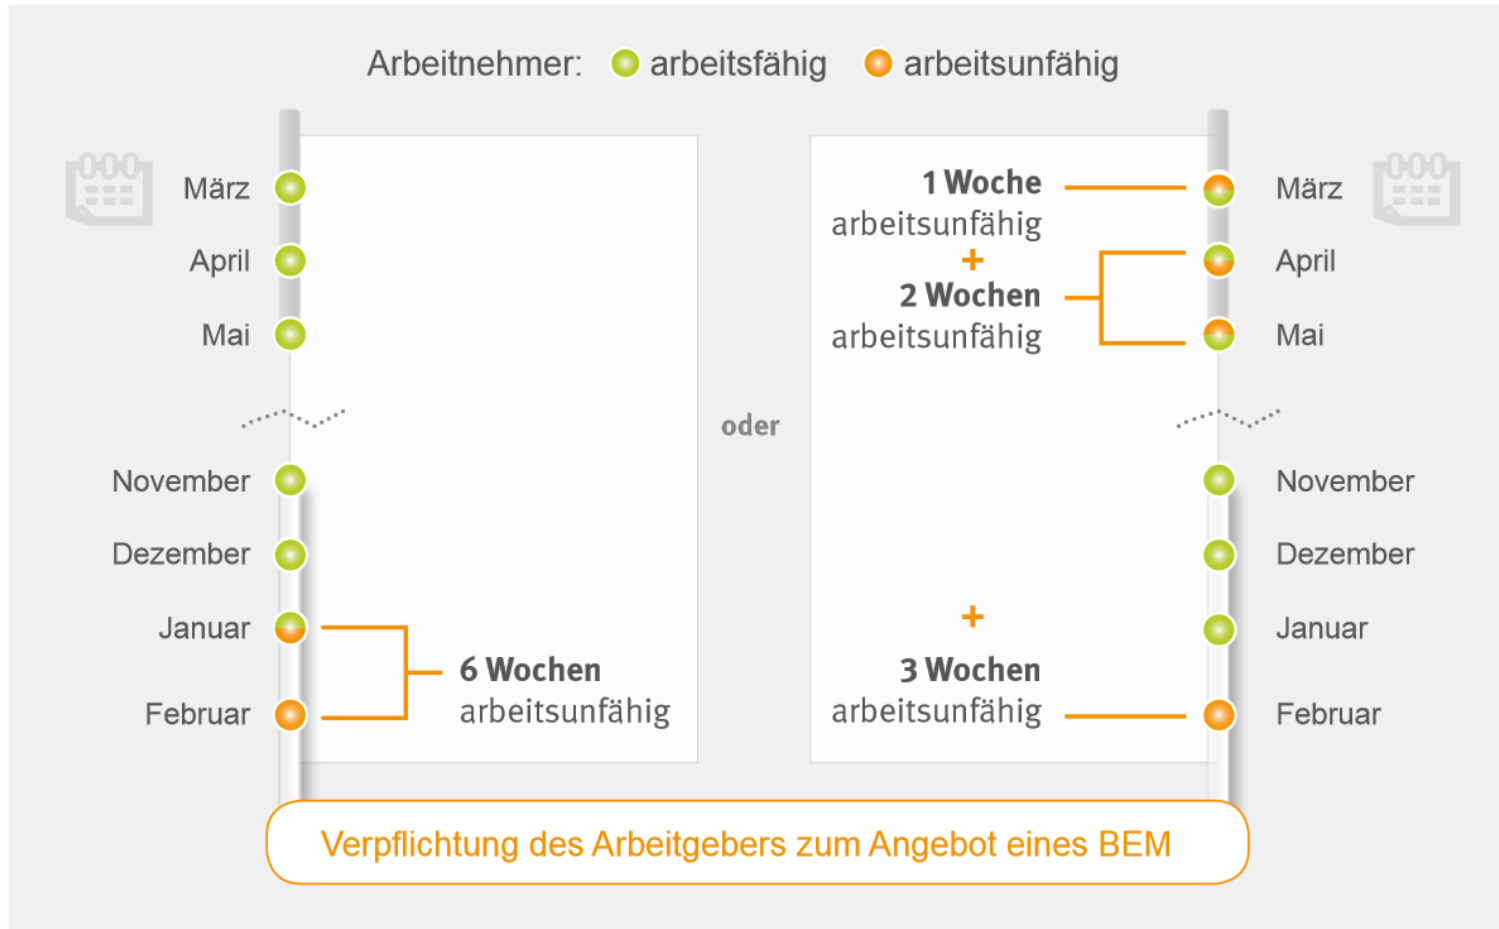 Arbeitnehmer: arbeitsfähig arbeitsunfähig
März
April
Mai
November
Dezember
Januar
Februar
6 Wochen
arbeitsunfähig
oder
1 Woche
arbeitsunfähig
+
2 Wochen
arbeitsunfähig
+
3 Wochen
arbeitsunfähig
März
April
Mai
November
Dezember
Januar
Februar
Verpflichtung des Arbeitgebers zum Angebot eines BEM